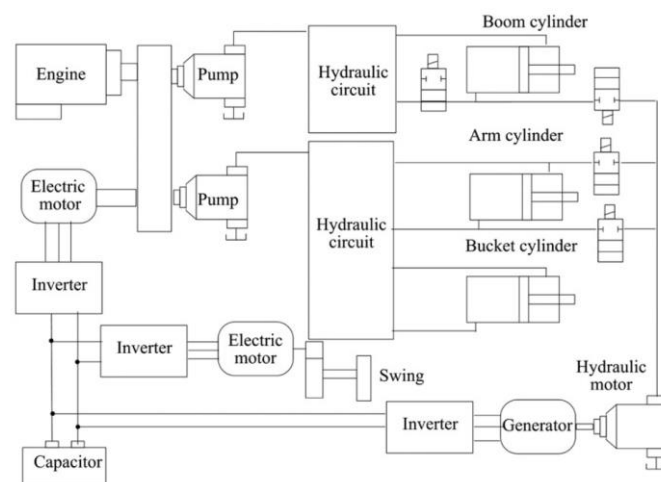 Boom cylinder
Engine
Pump
Hydraulic
circuit
Arm cylinder
Electric
motor
Pump
Hydraulic
circuit
Bucket cylinder
Inverter
Inverter
Electric
motor
Swing
Hydraulic
motor
Inverter
Generator
Capacitor